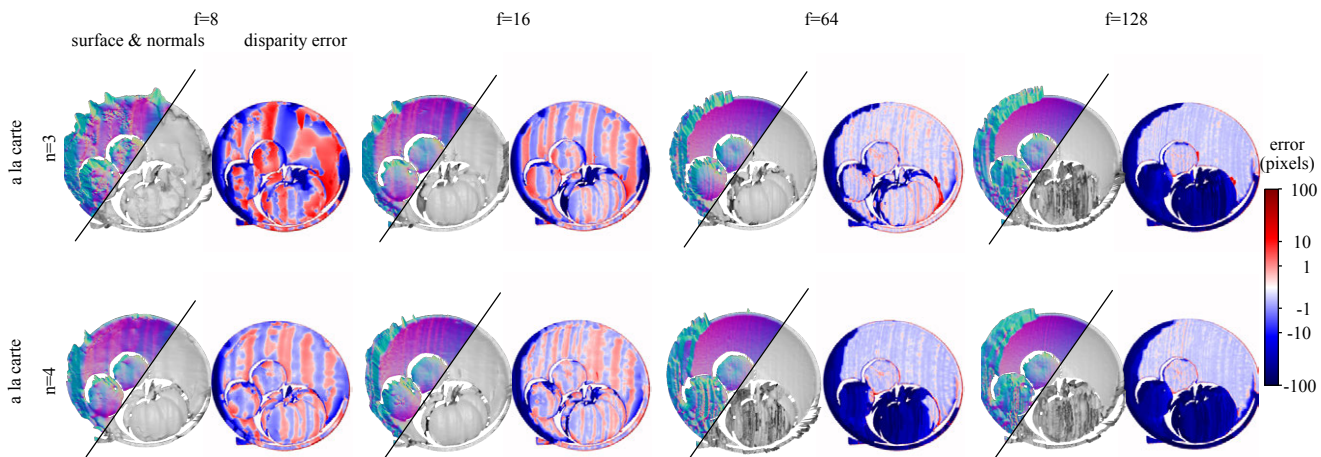 f=8
f=16
f=64
f=128
surface & normals
disparity error
a la carte
n=3
error
(pixels)
100
10
1
-1
-10
-100
a la carte
n=4